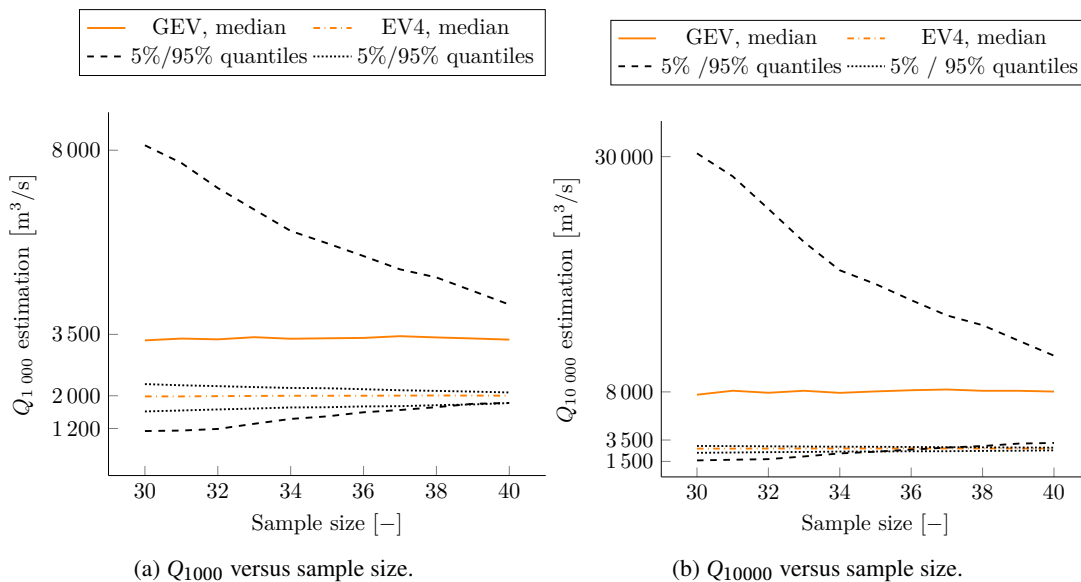 GEV, median EV4, median
5%/95% quantiles 5%/95% quantiles
8 000
3 500
2 000
1 200
Q1 000 estimation [m³/s]
30 32 34 36 38 40
Sample size [−]
(a) Q1000 versus sample size.
GEV, median EV4, median
5% /95% quantiles 5% / 95% quantiles
30 000
8 000
3 500
1 500
Q10 000 estimation [m³/s]
30 32 34 36 38 40
Sample size [−]
(b) Q10000 versus sample size.